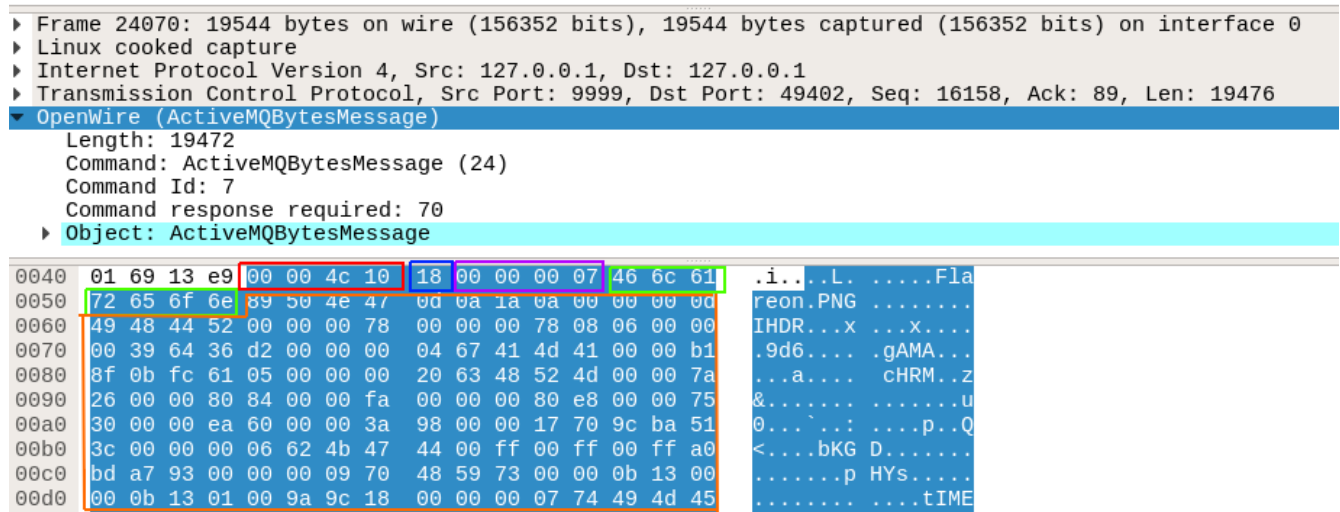 Frame 24070: 19544 bytes on wire (156352 bits), 19544 bytes captured (156352 bits) on interface 0
Linux cooked capture
Internet Protocol Version 4, Src: 127.0.0.1, Dst: 127.0.0.1
Transmission Control Protocol, Src Port: 9999, Dst Port: 49402, Seq: 16158, Ack: 89, Len: 19476
OpenWire (ActiveMQBytesMessage)
Length: 19472
Command: ActiveMQBytesMessage (24)
Command Id: 7
Command response required: 70
Object: ActiveMQBytesMessage
0040 01 69 13 e9 00 00 4c 10 18 00 00 00 07 46 6c 61 .i....L. .....Fla
0050 72 65 6f 6e 89 50 4e 47 0d 0a 1a 0a 00 00 00 0d reon.PNG ........
0060 49 48 44 52 00 00 00 78 00 00 00 78 08 06 00 00 IHDR...x ...x....
0070 00 39 64 36 d2 00 00 00 04 67 41 4d 41 00 00 b1 .9d6.... .gAMA...
0080 8f 0b fc 61 05 00 00 00 20 63 48 52 4d 00 00 7a ...a.... cHRM..z
0090 26 00 00 80 84 00 00 fa 00 00 00 80 e8 00 00 75 &....... .......u
00a0 30 00 00 ea 60 00 00 3a 98 00 00 17 70 9c ba 51 0...`..: ....p..Q
00b0 3c 00 00 00 06 62 4b 47 44 00 ff 00 ff 00 ff a0 <....bKG D.......
00c0 bd a7 93 00 00 00 09 70 48 59 73 00 00 0b 13 00 .......p HYs.....
00d0 00 0b 13 01 00 9a 9c 18 00 00 00 07 74 49 4d 45 ........ ....tIME